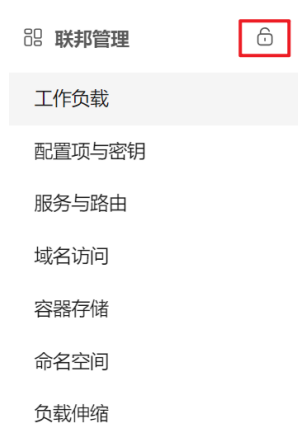 联邦管理
工作负载
配置项与密钥
服务与路由
域名访问
容器存储
命名空间
负载伸缩